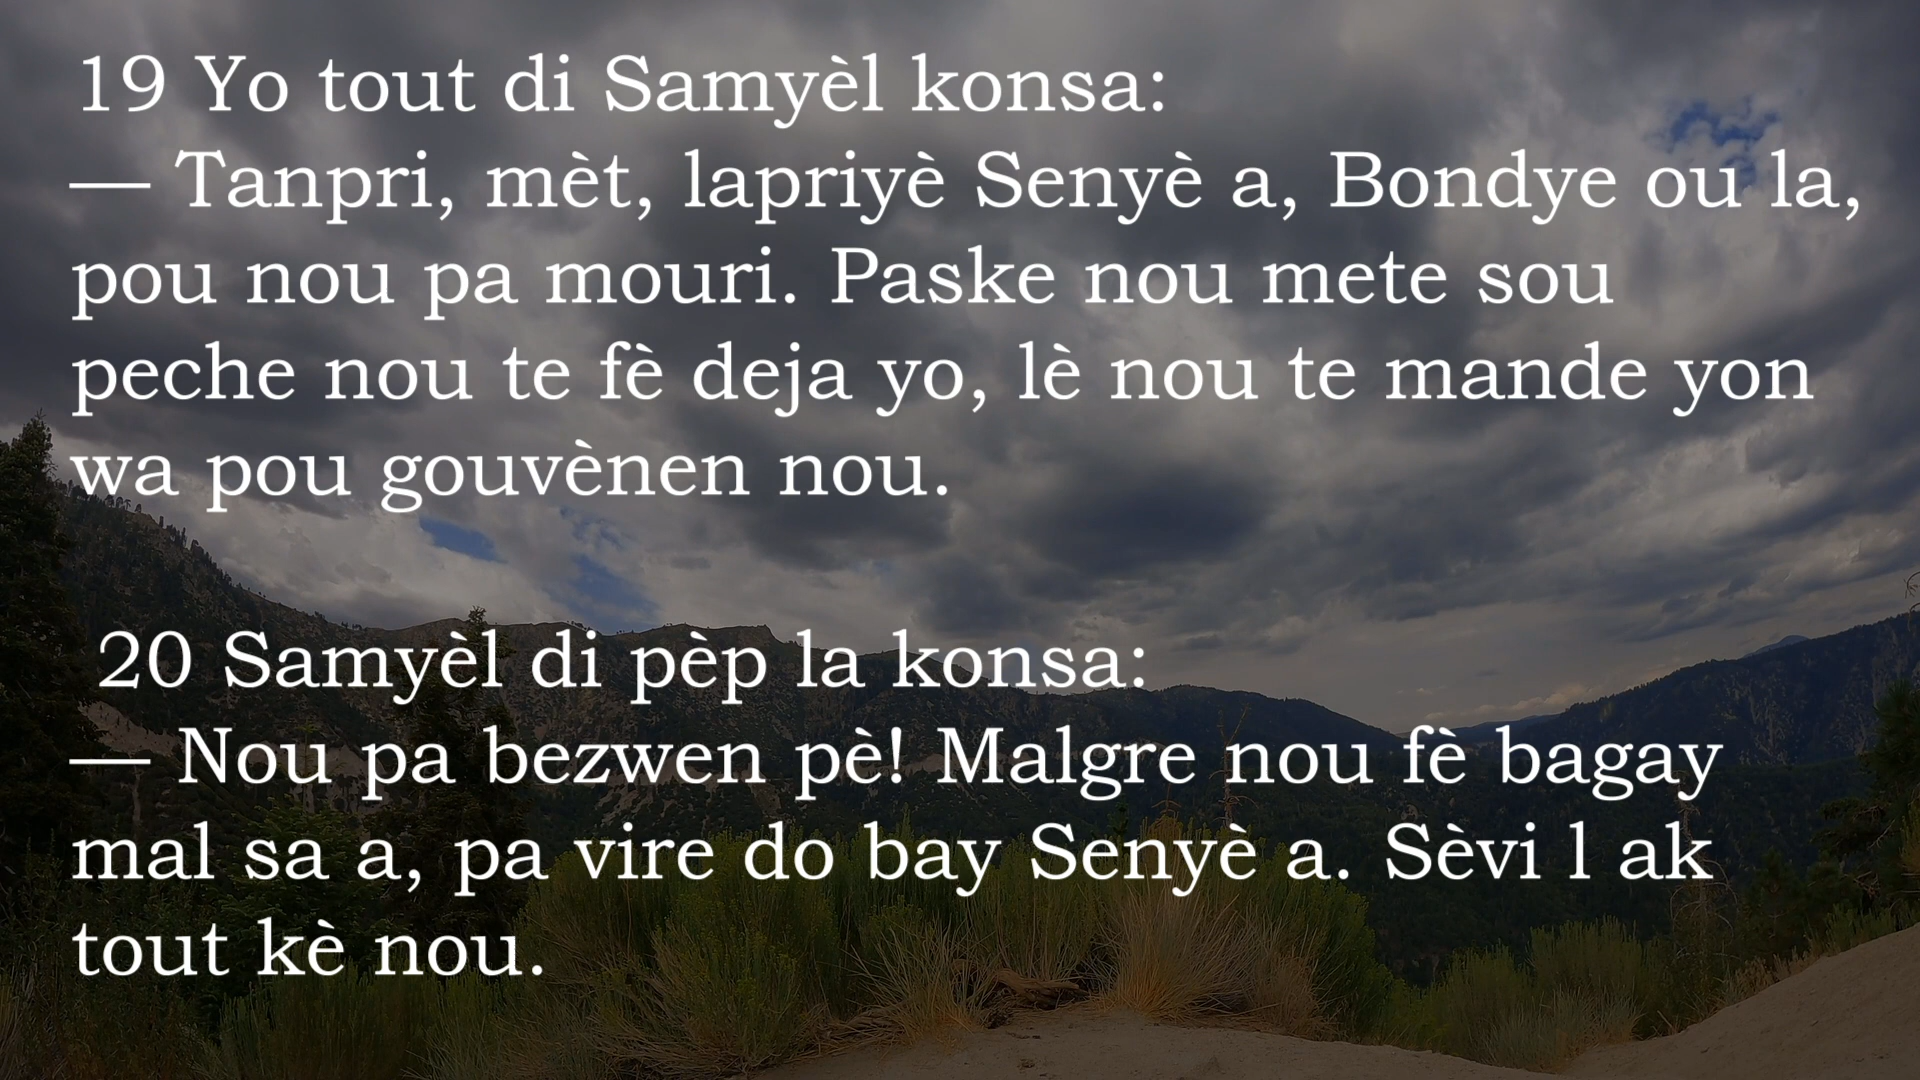 19 Yo tout di Samyèl konsa:
— Tanpri, mèt, lapriyè Senyè a, Bondye ou la,
pou nou pa mouri. Paske nou mete sou
peche nou te fè deja yo, lè nou te mande yon
wa pou gouvènen nou.
20 Samyèl di pèp la konsa:
— Nou pa bezwen pè! Malgre nou fè bagay
mal sa a, pa vire do bay Senyè a. Sèvi l ak
tout kè nou.